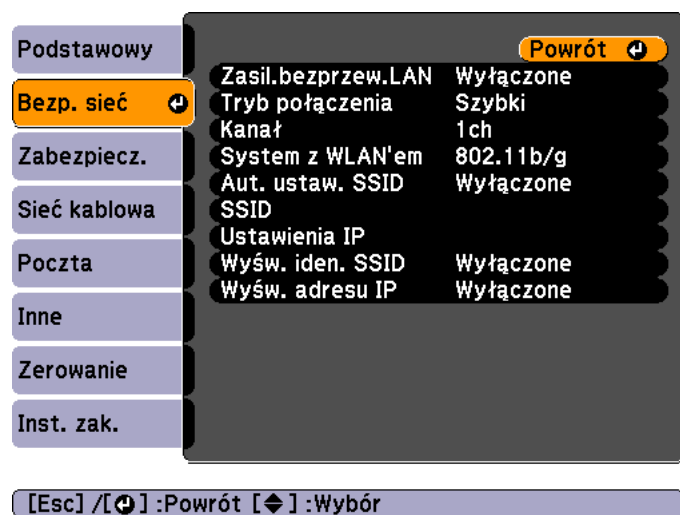 Podstawowy
Bezp. sieć
Zabezpiecz.
Sieć kablowa
Poczta
Inne
Zerowanie
Inst. zak.
Powrót
Zasil.bezprzew.LAN Wyłączone
Tryb połączenia Szybki
Kanał 1ch
System z WLAN'em 802.11b/g
Aut. ustaw. SSID Wyłączone
SSID
Ustawienia IP
Wyśw. iden. SSID Wyłączone
Wyśw. adresu IP Wyłączone
[Esc] /[⏎] :Powrót [◆] :Wybór